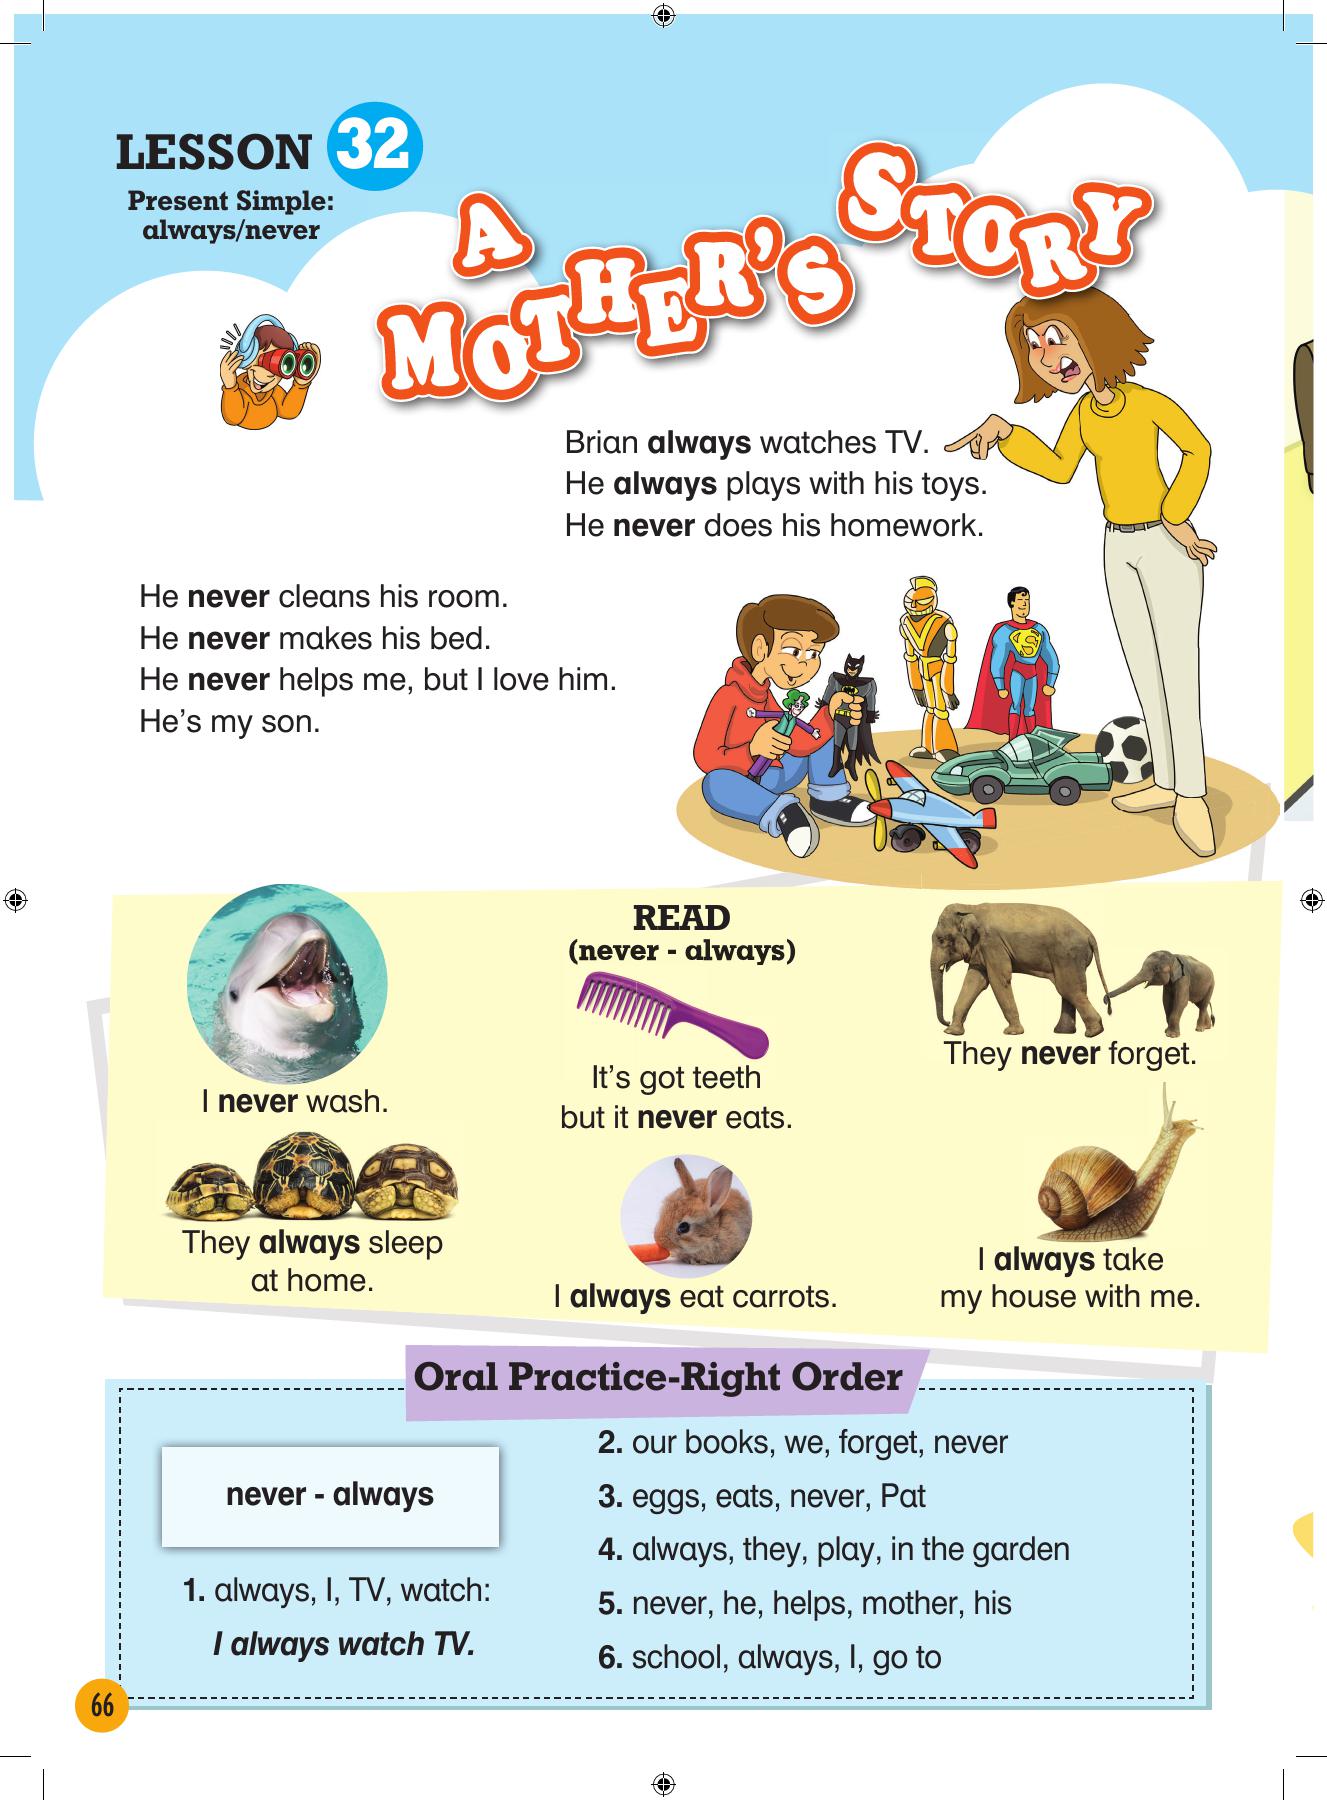 LESSON 32
Present Simple:
always/never
A
MOTHER'S
STORY
Brian always watches TV.
He always plays with his toys.
He never does his homework.
He never cleans his room.
He never makes his bed.
He never helps me, but I love him.
He's my son.
S
READ
(never - always)
I never wash.
It's got teeth
but it never eats.
They never forget.
They always sleep
at home.
I always eat carrots.
I always take
my house with me.
Oral Practice-Right Order
never - always
1. always, I, TV, watch:
I always watch TV.
2. our books, we, forget, never
3. eggs, eats, never, Pat
4. always, they, play, in the garden
5. never, he, helps, mother, his
6. school, always, I, go to
66